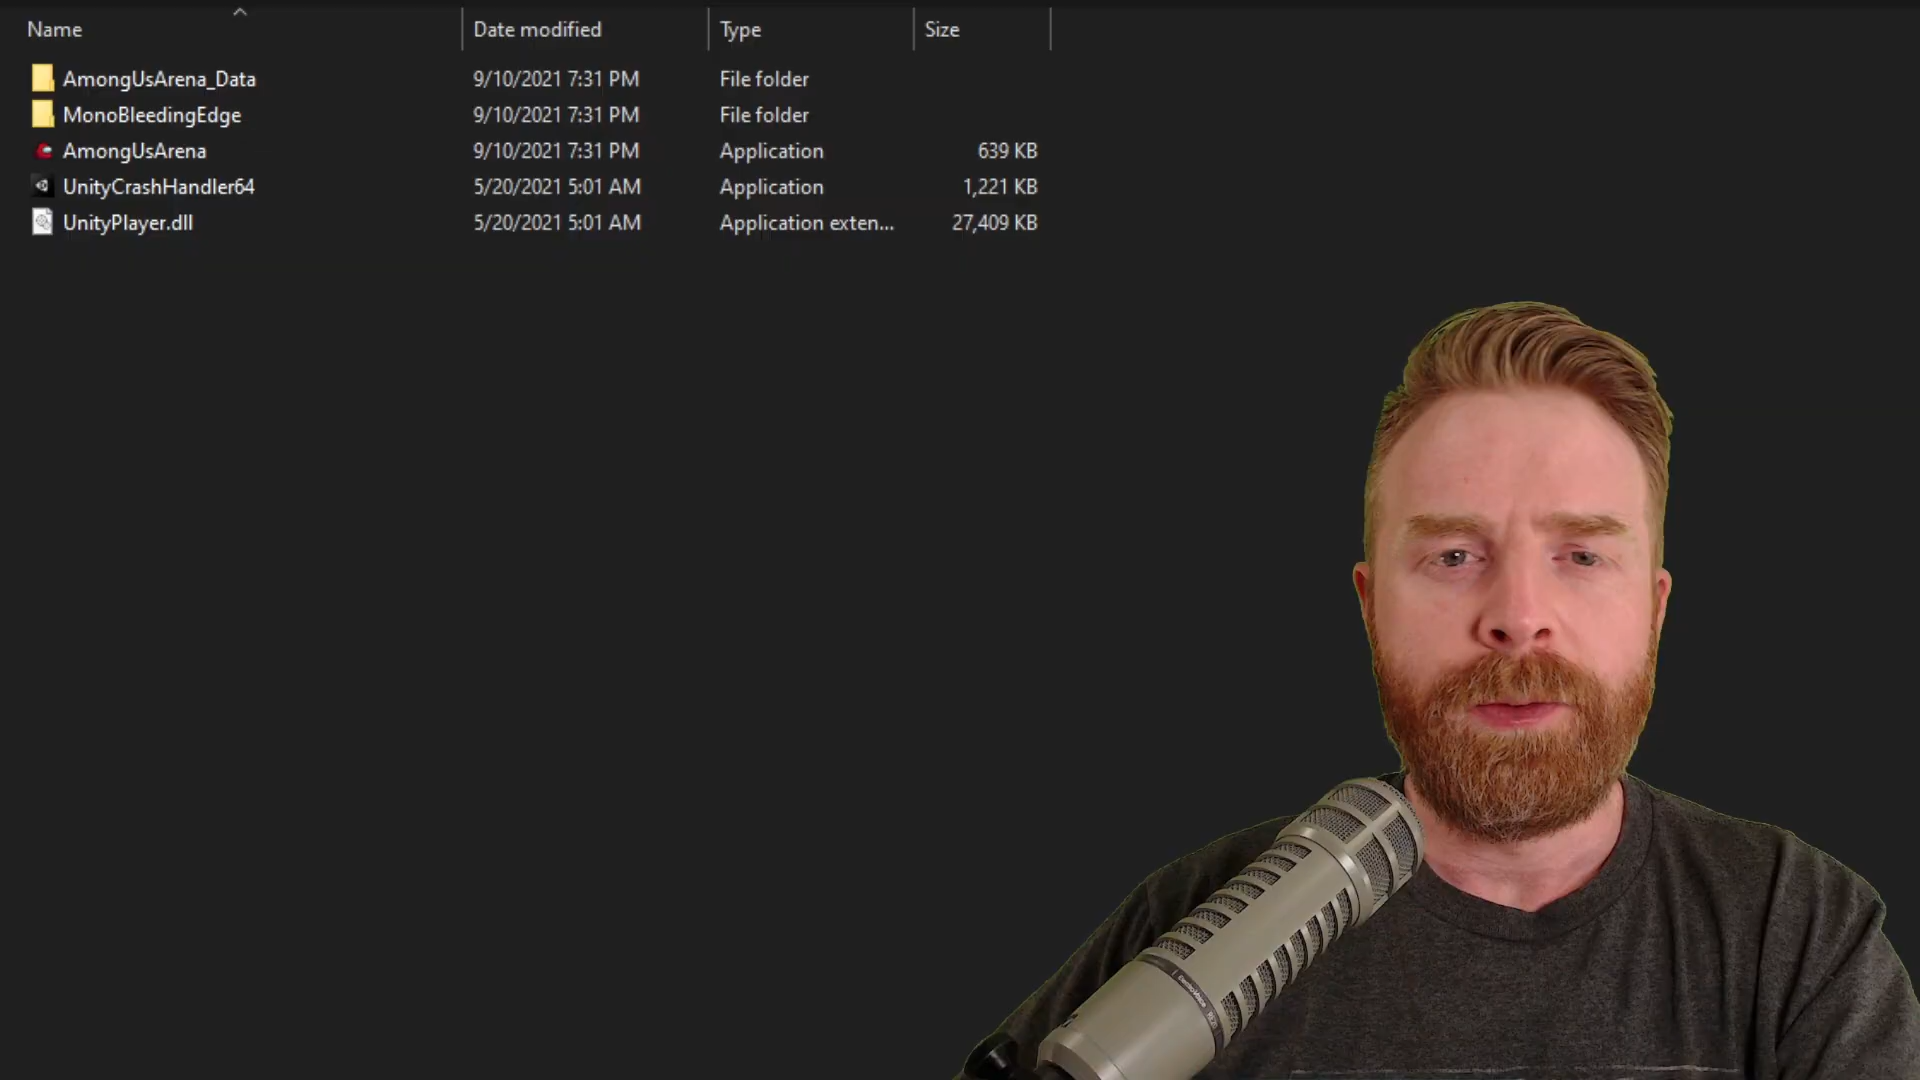 Name Date modified Type Size
AmongUsArena_Data 9/10/2021 7:31 PM File folder
MonoBleedingEdge 9/10/2021 7:31 PM File folder
AmongUsArena 9/10/2021 7:31 PM Application 639 KB
UnityCrashHandler64 5/20/2021 5:01 AM Application 1,221 KB
UnityPlayer.dll 5/20/2021 5:01 AM Application exten... 27,409 KB